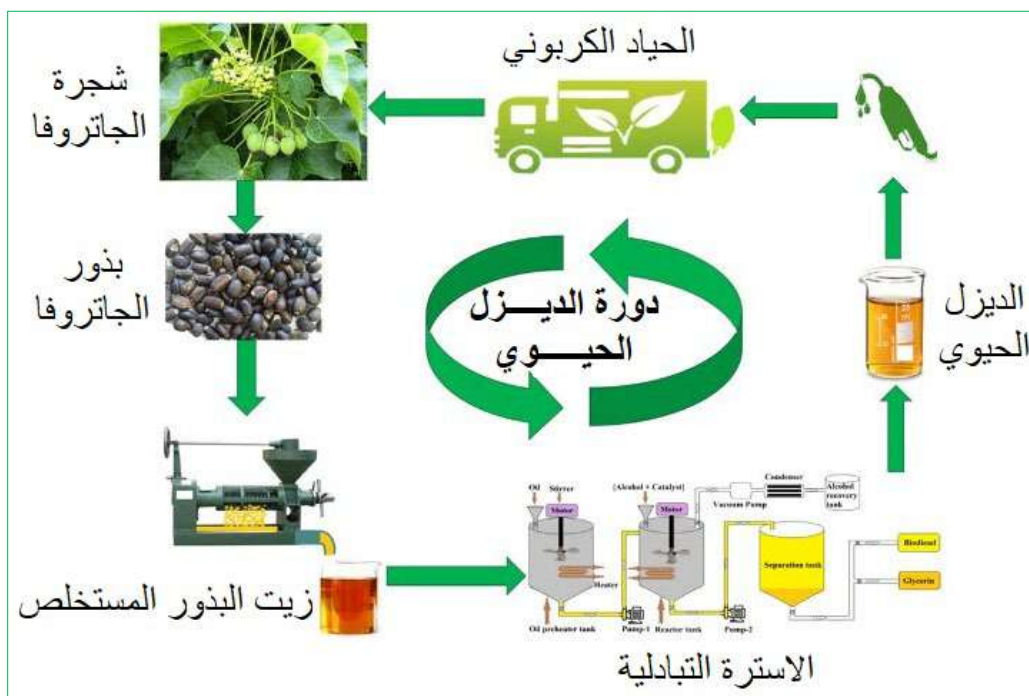 الحياد الكربوني
شجرة
الجاتروفا
بذور
الجاتروفا
دورة الديـــزل
الحيـــوي
الديزل
الحيوي
زيت البذور المستخلص
Oil
Stirrer
Motor
Heater
Oil preheater tank
Pump-1
[Alcohol + Catalyst]
Motor
Reactor tank
Pump-2
Vacuum Pump
Condenser
Alcohol
recovery
tank
Separation tank
Biodiesel
Glycerin
الاسترة التبادلية